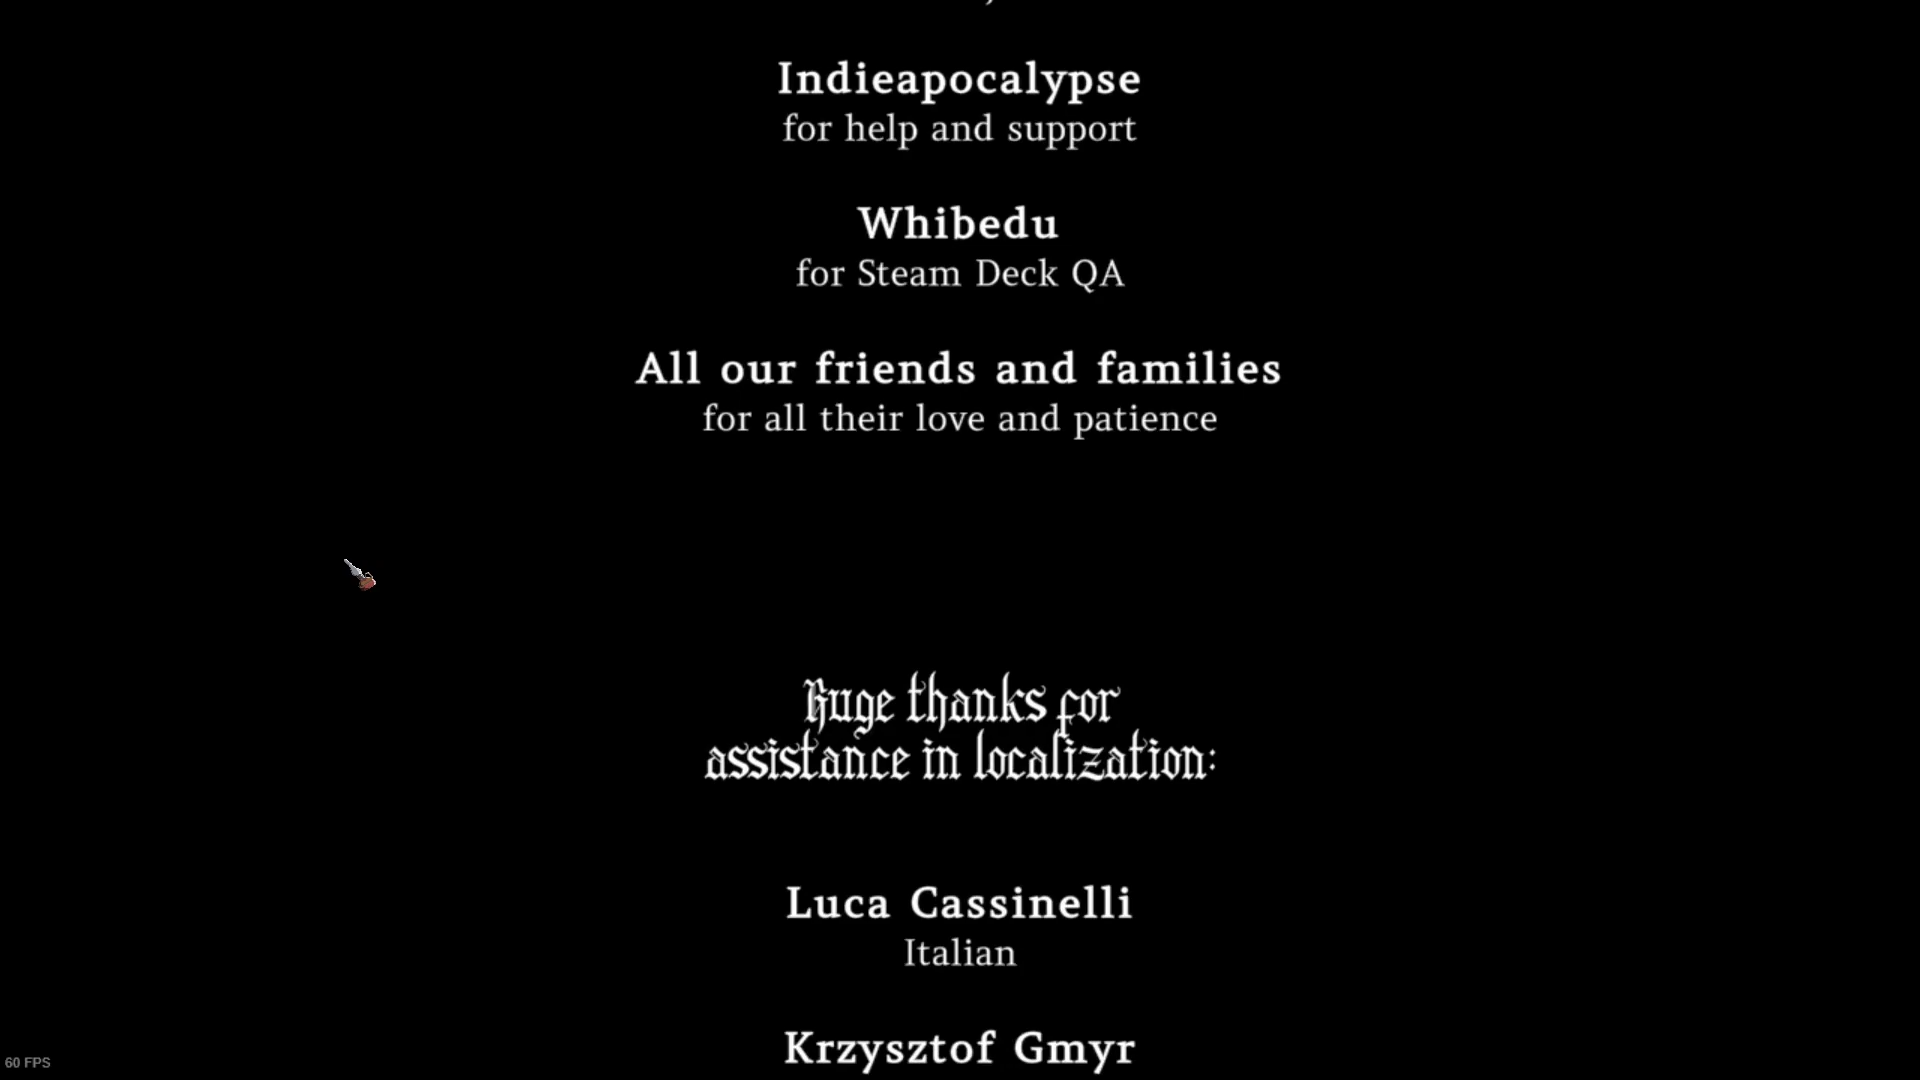 Indieapocalypse
for help and support
Whibedu
for Steam Deck QA
All our friends and families
for all their love and patience
Huge thanks for
assistance in localization:
Luca Cassinelli
Italian
Krzysztof Gmyr
60 FPS